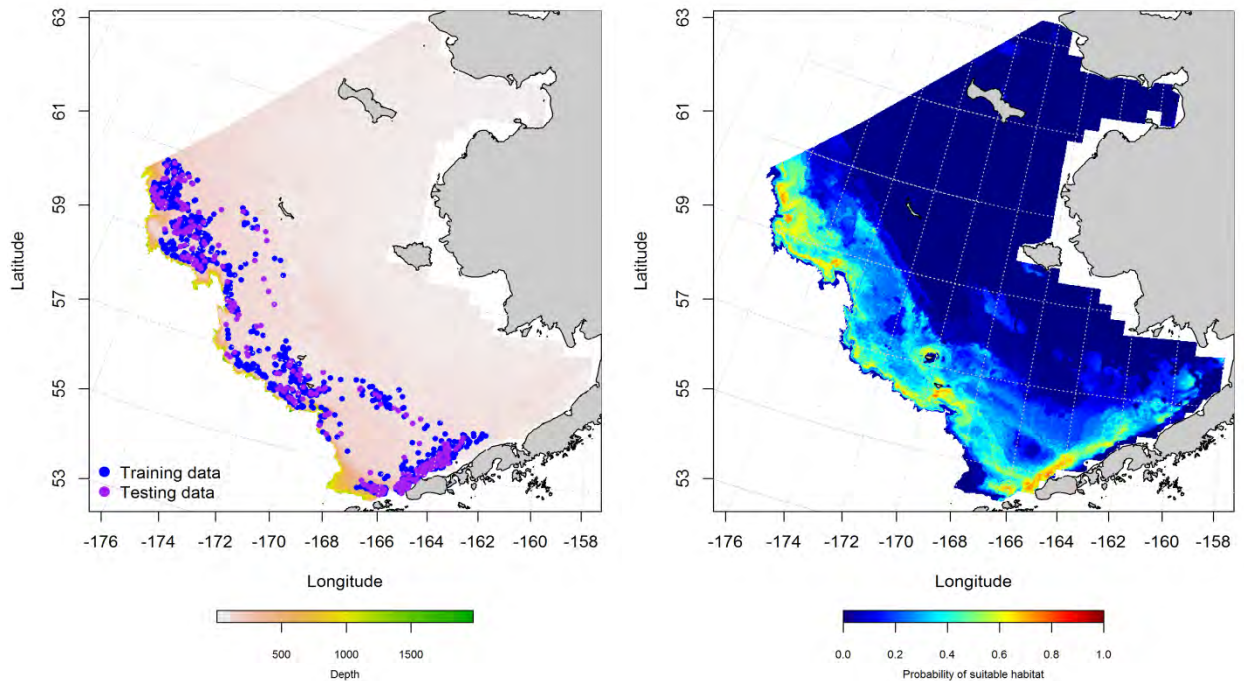 63
61
59
57
55
53
Latitude
Training data
Testing data
-176 -174 -172 -170 -168 -166 -164 -162 -160 -158
Longitude
500 1000 1500
Depth
63
61
59
57
55
53
Latitude
-176 -174 -172 -170 -168 -166 -164 -162 -160 -158
Longitude
0.0 0.2 0.4 0.6 0.8 1.0
Probability of suitable habitat